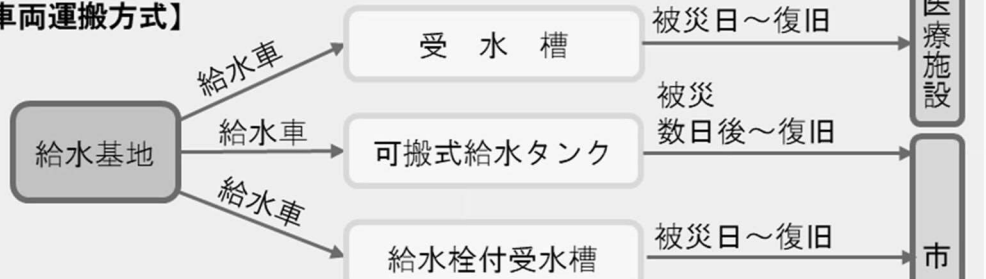 車両運搬方式】
給水基地
給水車
受　水　槽
被災日～復旧
医療施設
給水車
可搬式給水タンク
被災
数日後～復旧
給水車
給水栓付受水槽
被災日～復旧
市